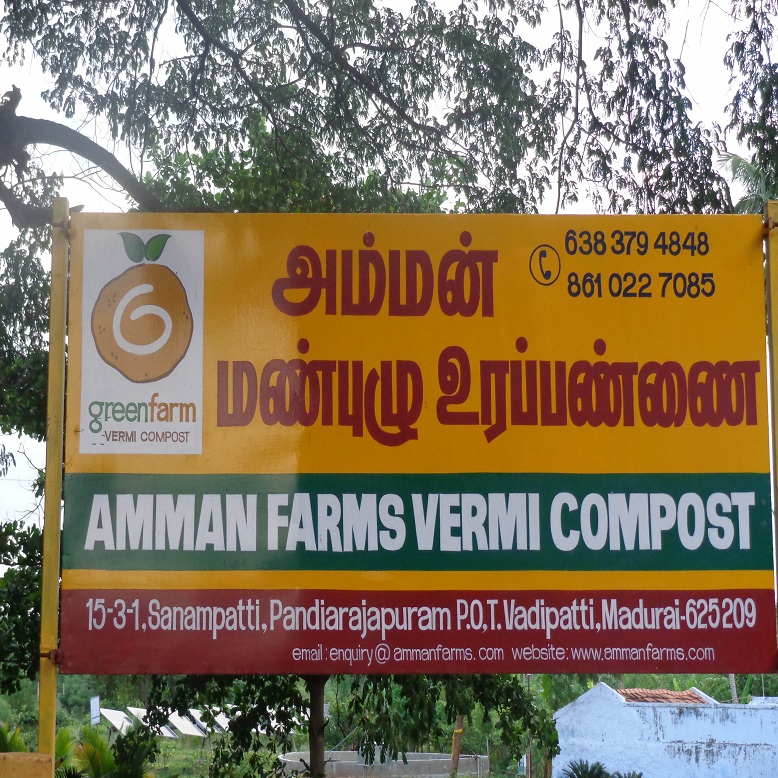 அம்மன்
638 379 4848
861 022 7085
மண்புழு உரப்பண்ணை
greenfarm
-VERMI COMPOST
AMMAN FARMS VERMI COMPOST
15-3-1, Sanampatti, Pandiarajapuram P.O,T.Vadipatti, Madurai-625 209
email: enquiry@ammanfarms.com website: www.ammanfarms.com